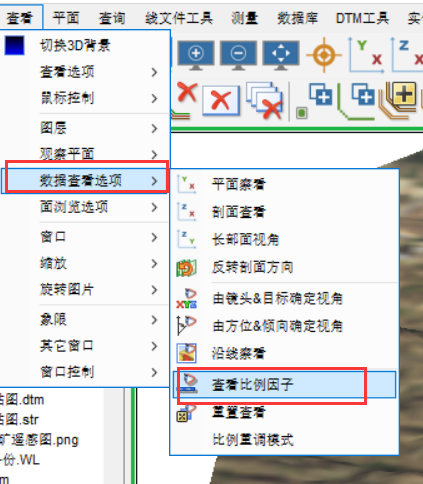 查看 平面 查询 线文件工具 测量 数据库 DTM工具
切换3D背景
查看选项
鼠标控制
图层
观察平面
数据查看选项
面浏览选项
窗口
缩放
旋转图片
象限
其它窗口
窗口控制
平面察看
剖面查看
长部面视角
反转剖面方向
由镜头&目标确定视角
由方位&倾向确定视角
沿线察看
查看比例因子
重置查看
比例重调模式
图.dtm
图.str
矿遥感图.png
份.WL